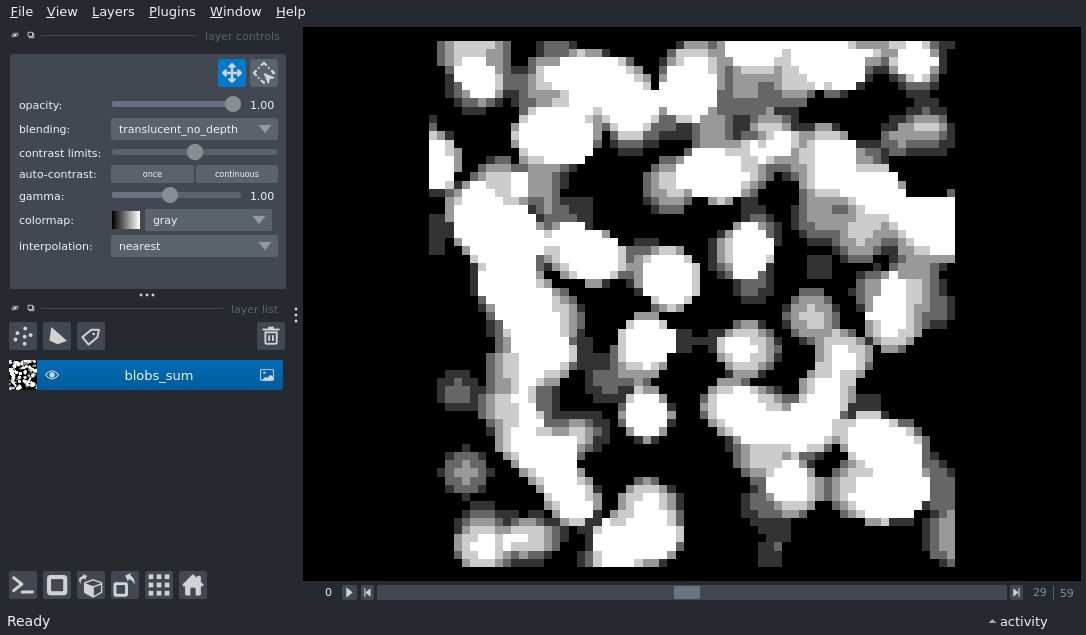 File View Layers Plugins Window Help
layer controls
opacity: 1.00
blending: translucent_no_depth
contrast limits:
auto-contrast: once continuous
gamma: 1.00
colormap: gray
interpolation: nearest
layer list
blobs_sum
0 29 59
Ready activity